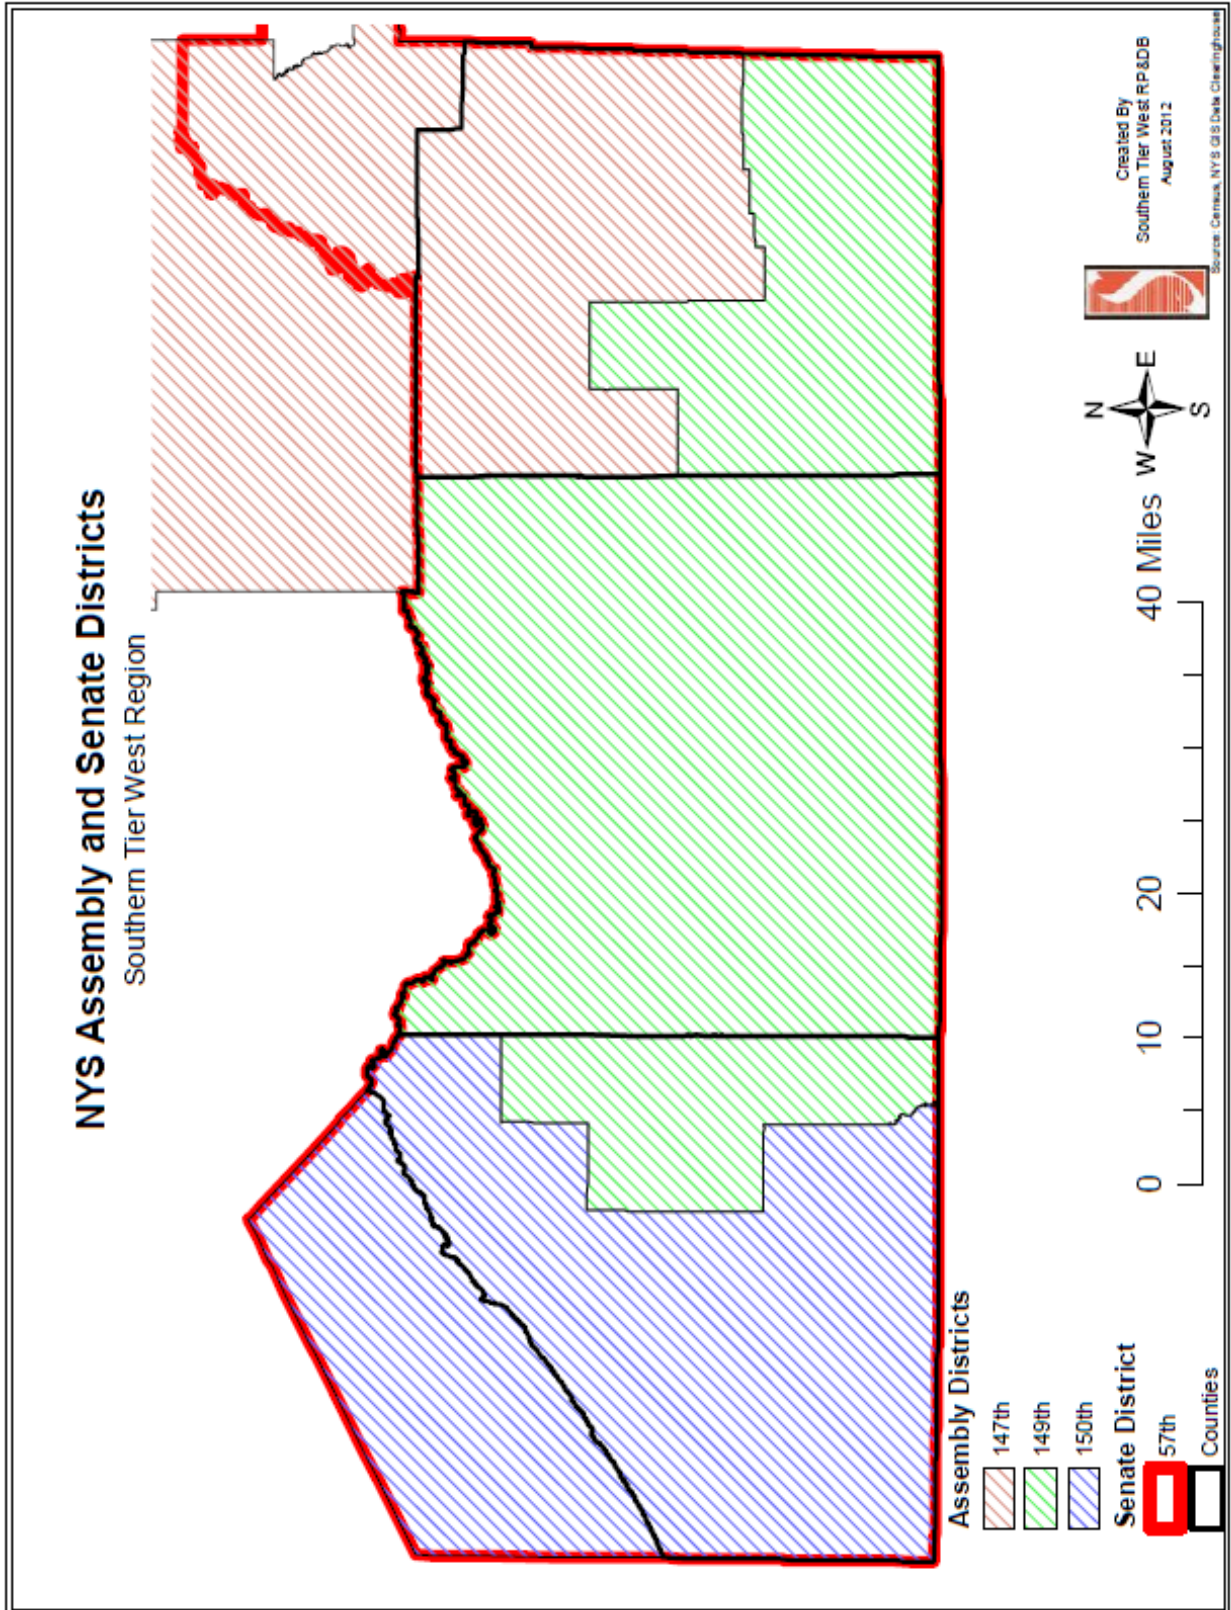 NYS Assembly and Senate Districts
Southern Tier West Region
Assembly Districts
147th
149th
150th
Senate District
57th
Counties
0 10 20 40 Miles
N
W E
S
Created By
Southern Tier West RP&DB
August 2012
Source: Census, NYS GIS Data Clearinghouse